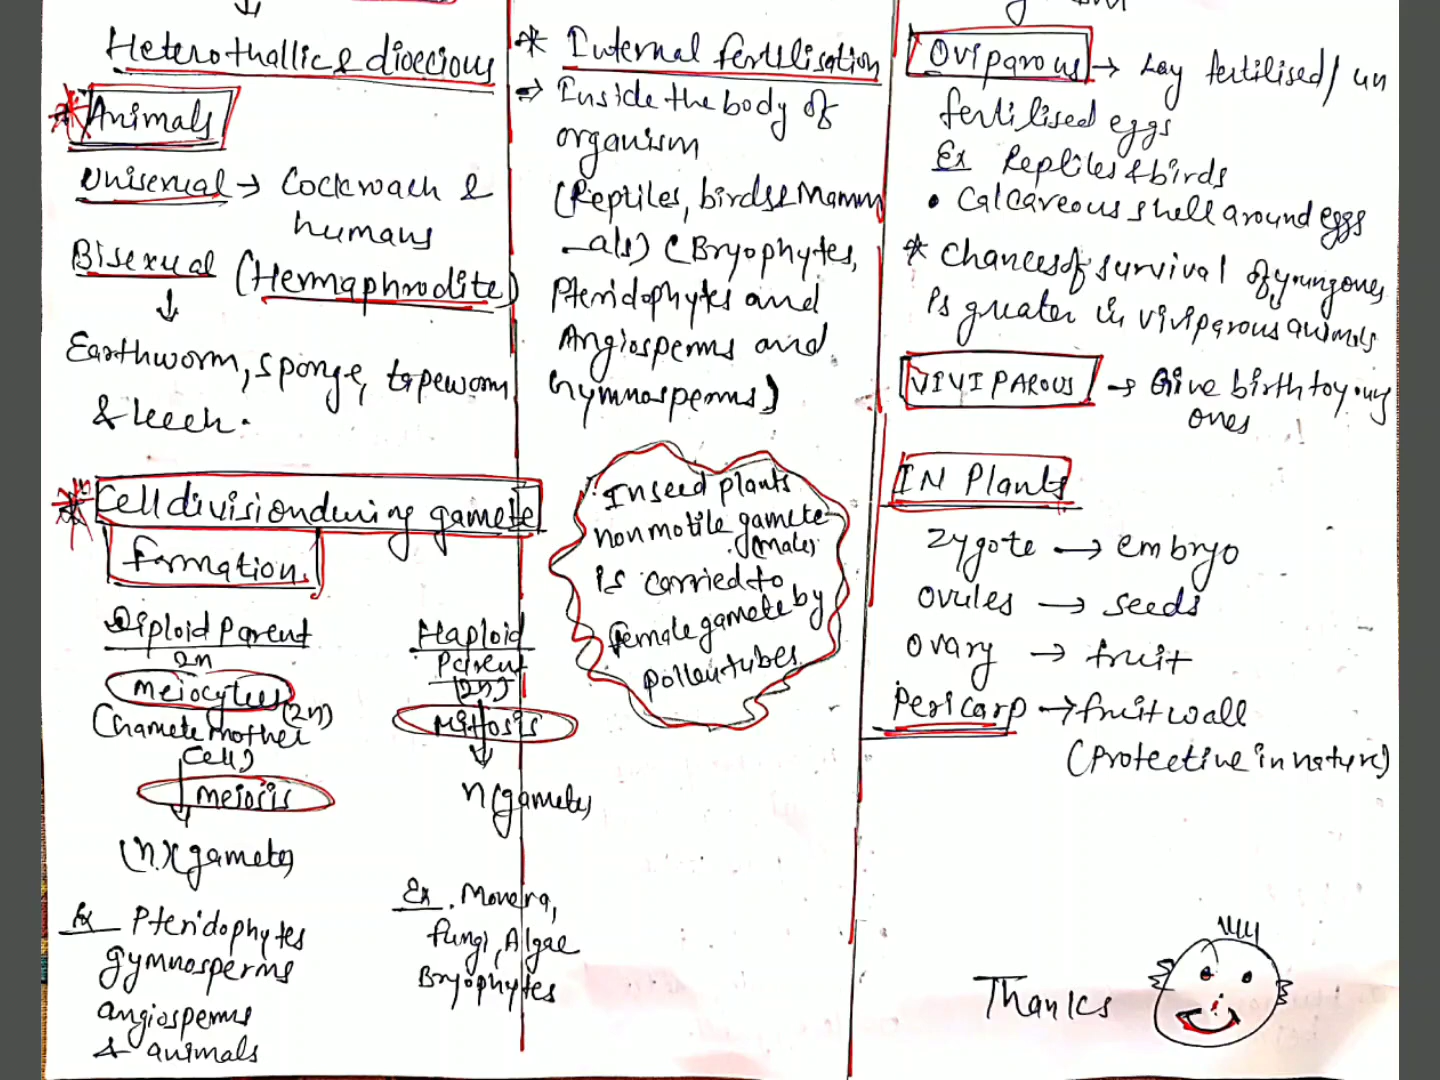 Heterothallic & dioecious
Animals
Unisexual → Cockroach &
humans
Bisexual (Hermaphrodite)
Earthworm, sponge, tapeworm
& leech.
Cell division during gamete
formation
Diploid Parent
2n
meiocytes (2n)
(Gamete mother
cell)
meiosis
(n) gametes
Ex Pteridophytes
gymnosperms
angiosperms
& animals
Haploid
Parent
(2n)
mitosis
n (gametes
Ex. Monera,
fungi, Algae
Bryophytes
* Internal fertilisation
→ Inside the body of
organism
(Reptiles, birds & Mamm
-als) (Bryophytes,
Pteridophytes and
Angiosperms and
Gymnosperms)
In seed plants
non motile gamete
(male)
is carried to
female gamete by
pollen tubes
Oviparous → Lay fertilised / un
fertilised eggs
Ex Reptiles & birds
• Calcareous shell around eggs
* Chances of survival of young ones
is greater in viviparous animals
VIVIPAROUS → Give birth to young
ones
IN Plants
Zygote → embryo
Ovules → seeds
Ovary → fruit
Pericarp → fruit wall
(Protective in nature)
Thanks